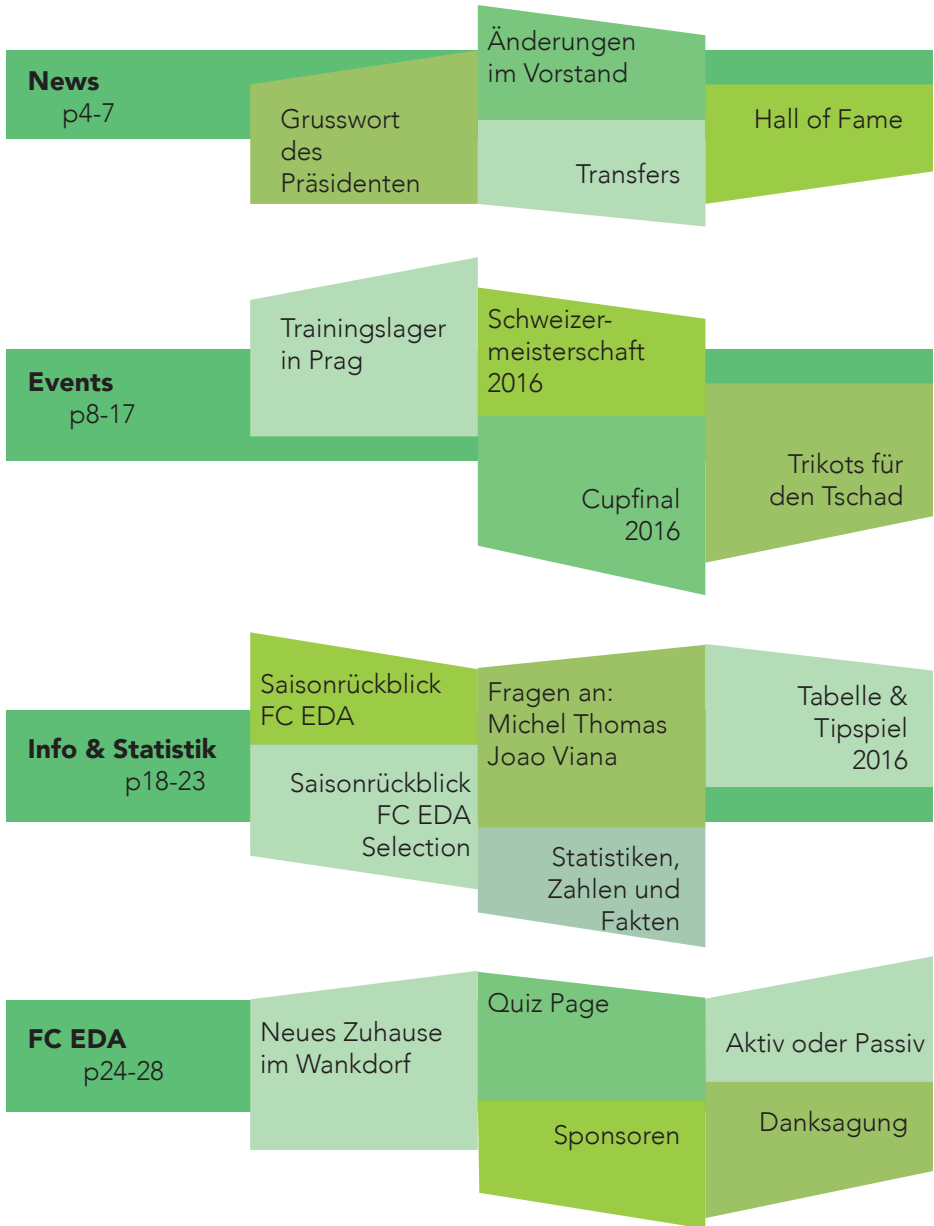 News
p4-7
Grusswort
des
Präsidenten
Änderungen
im Vorstand
Transfers
Hall of Fame
Events
p8-17
Trainingslager
in Prag
Schweizer-
meisterschaft
2016
Cupfinal
2016
Trikots für
den Tschad
Info & Statistik
p18-23
Saisonrückblick
FC EDA
Saisonrückblick
FC EDA
Selection
Fragen an:
Michel Thomas
Joao Viana
Statistiken,
Zahlen und
Fakten
Tabelle &
Tipspiel
2016
FC EDA
p24-28
Neues Zuhause
im Wankdorf
Quiz Page
Sponsoren
Aktiv oder Passiv
Danksagung